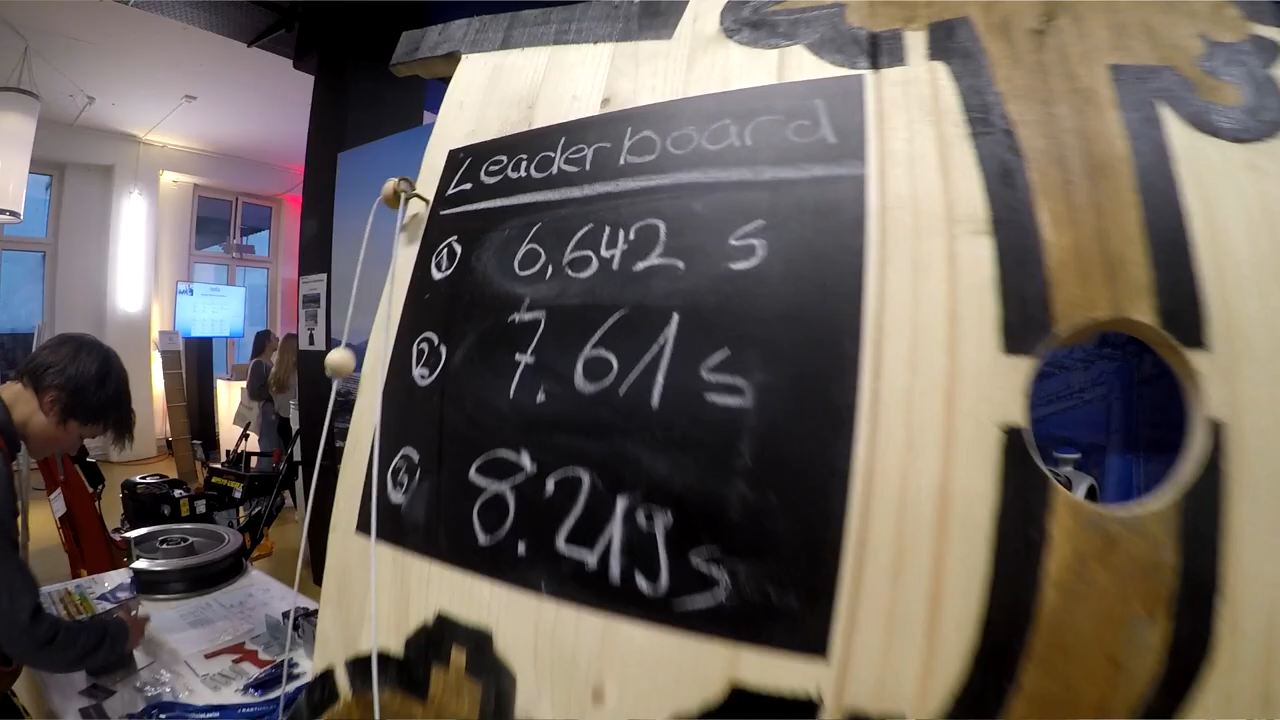 Leaderboard
① 6,642 s
② 7.61 s
③ 8.219 s